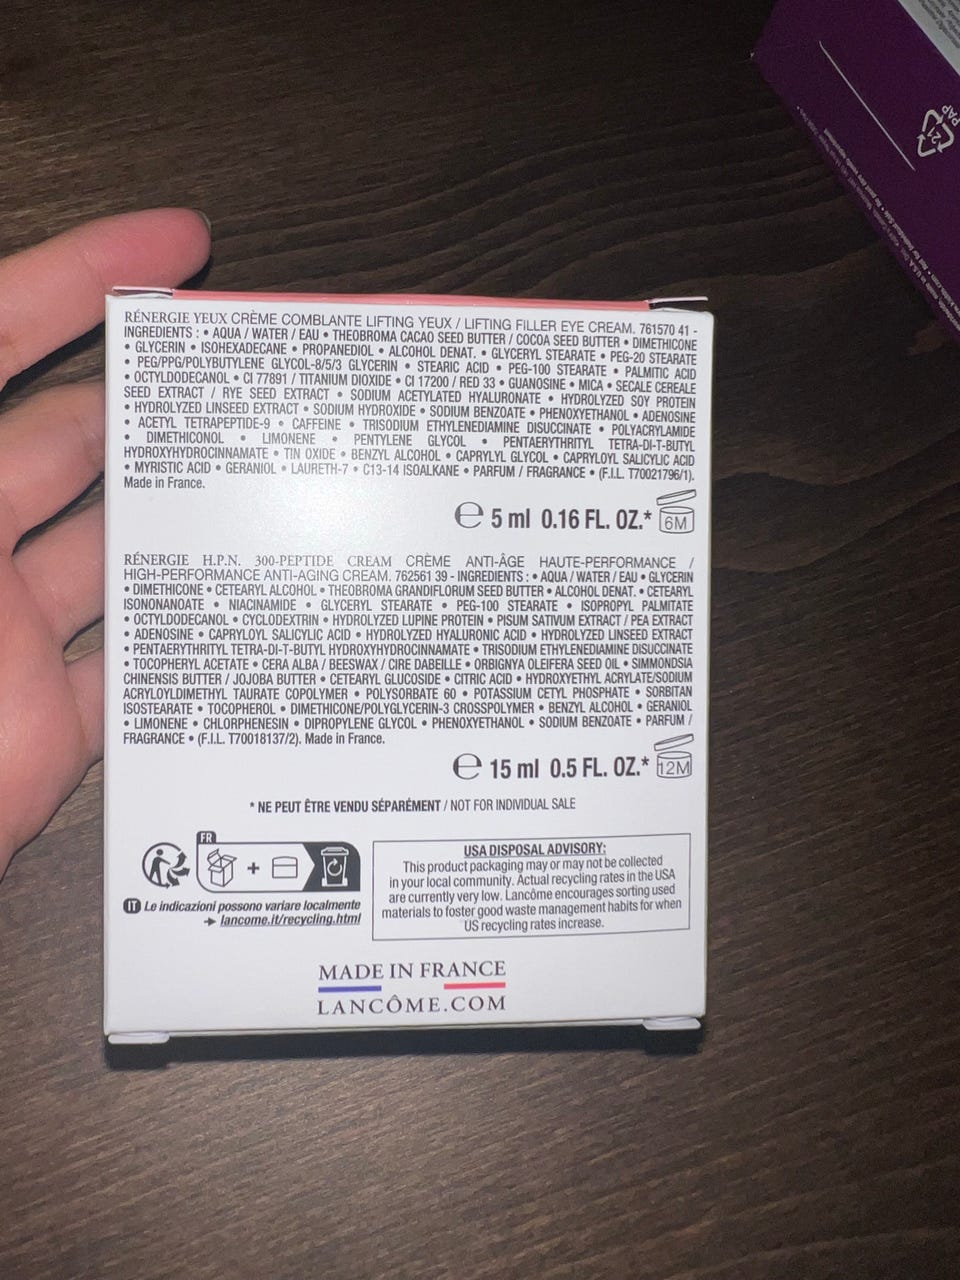 RÉNERGIE YEUX CRÈME COMBLANTE LIFTING YEUX / LIFTING FILLER EYE CREAM. 761570 41 -
INGREDIENTS : • AQUA / WATER / EAU • THEOBROMA CACAO SEED BUTTER / COCOA SEED BUTTER • DIMETHICONE
• GLYCERIN • ISOHEXADECANE • PROPANEDIOL • ALCOHOL DENAT. • GLYCERYL STEARATE • PEG-20 STEARATE
• PEG/PPG/POLYBUTYLENE GLYCOL-8/5/3 GLYCERIN • STEARIC ACID • PEG-100 STEARATE • PALMITIC ACID
• OCTYLDODECANOL • CI 77891 / TITANIUM DIOXIDE • CI 17200 / RED 33 • GUANOSINE • MICA • SECALE CEREALE
SEED EXTRACT / RYE SEED EXTRACT • SODIUM ACETYLATED HYALURONATE • HYDROLYZED SOY PROTEIN
• HYDROLYZED LINSEED EXTRACT • SODIUM HYDROXIDE • SODIUM BENZOATE • PHENOXYETHANOL • ADENOSINE
• ACETYL TETRAPEPTIDE-9 • CAFFEINE • TRISODIUM ETHYLENEDIAMINE DISUCCINATE • POLYACRYLAMIDE
• DIMETHICONOL • LIMONENE • PENTYLENE GLYCOL • PENTAERYTHRITYL TETRA-DI-T-BUTYL
HYDROXYHYDROCINNAMATE • TIN OXIDE • BENZYL ALCOHOL • CAPRYLYL GLYCOL • CAPRYLOYL SALICYLIC ACID
• MYRISTIC ACID • GERANIOL • LAURETH-7 • C13-14 ISOALKANE • PARFUM / FRAGRANCE • (F.I.L. T70021796/1).
Made in France.
℮ 5 ml 0.16 FL. OZ.* 6M
RÉNERGIE H.P.N. 300-PEPTIDE CREAM CRÈME ANTI-ÂGE HAUTE-PERFORMANCE /
HIGH-PERFORMANCE ANTI-AGING CREAM. 762561 39 - INGREDIENTS : • AQUA / WATER / EAU • GLYCERIN
• DIMETHICONE • CETEARYL ALCOHOL • THEOBROMA GRANDIFLORUM SEED BUTTER • ALCOHOL DENAT. • CETEARYL
ISONONANOATE • NIACINAMIDE • GLYCERYL STEARATE • PEG-100 STEARATE • ISOPROPYL PALMITATE
• OCTYLDODECANOL • CYCLODEXTRIN • HYDROLYZED LUPINE PROTEIN • PISUM SATIVUM EXTRACT / PEA EXTRACT
• ADENOSINE • CAPRYLOYL SALICYLIC ACID • HYDROLYZED HYALURONIC ACID • HYDROLYZED LINSEED EXTRACT
• PENTAERYTHRITYL TETRA-DI-T-BUTYL HYDROXYHYDROCINNAMATE • TRISODIUM ETHYLENEDIAMINE DISUCCINATE
• TOCOPHERYL ACETATE • CERA ALBA / BEESWAX / CIRE DABEILLE • ORBIGNYA OLEIFERA SEED OIL • SIMMONDSIA
CHINENSIS BUTTER / JOJOBA BUTTER • CETEARYL GLUCOSIDE • CITRIC ACID • HYDROXYETHYL ACRYLATE/SODIUM
ACRYLOYLDIMETHYL TAURATE COPOLYMER • POLYSORBATE 60 • POTASSIUM CETYL PHOSPHATE • SORBITAN
ISOSTEARATE • TOCOPHEROL • DIMETHICONE/POLYGLYCERIN-3 CROSSPOLYMER • BENZYL ALCOHOL • GERANIOL
• LIMONENE • CHLORPHENESIN • DIPROPYLENE GLYCOL • PHENOXYETHANOL • SODIUM BENZOATE • PARFUM /
FRAGRANCE • (F.I.L. T70018137/2). Made in France.
℮ 15 ml 0.5 FL. OZ.* 12M
* NE PEUT ÊTRE VENDU SÉPARÉMENT / NOT FOR INDIVIDUAL SALE
FR
+
IT Le indicazioni possono variare localmente
→ lancome.it/recycling.html
USA DISPOSAL ADVISORY:
This product packaging may or may not be collected
in your local community. Actual recycling rates in the USA
are currently very low. Lancôme encourages sorting used
materials to foster good waste management habits for when
US recycling rates increase.
MADE IN FRANCE
LANCÔME.COM
21
PAP